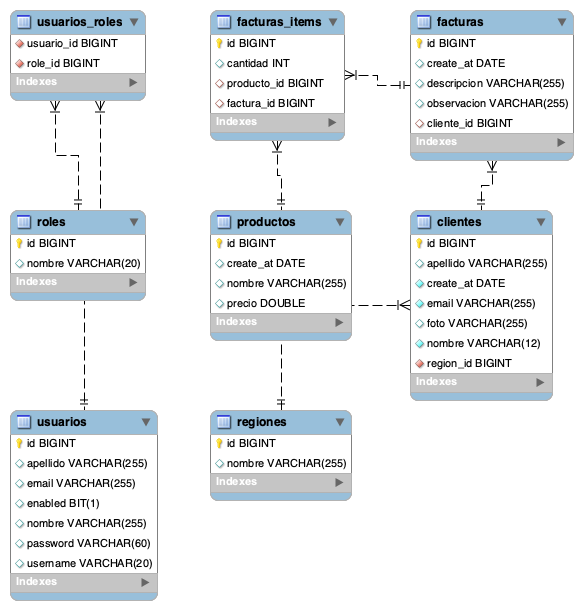 usuarios_roles
usuario_id BIGINT
role_id BIGINT
Indexes
facturas_items
id BIGINT
cantidad INT
producto_id BIGINT
factura_id BIGINT
Indexes
facturas
id BIGINT
create_at DATE
descripcion VARCHAR(255)
observacion VARCHAR(255)
cliente_id BIGINT
Indexes
roles
id BIGINT
nombre VARCHAR(20)
Indexes
productos
id BIGINT
create_at DATE
nombre VARCHAR(255)
precio DOUBLE
Indexes
clientes
id BIGINT
apellido VARCHAR(255)
create_at DATE
email VARCHAR(255)
foto VARCHAR(255)
nombre VARCHAR(12)
region_id BIGINT
Indexes
usuarios
id BIGINT
apellido VARCHAR(255)
email VARCHAR(255)
enabled BIT(1)
nombre VARCHAR(255)
password VARCHAR(60)
username VARCHAR(20)
Indexes
regiones
id BIGINT
nombre VARCHAR(255)
Indexes